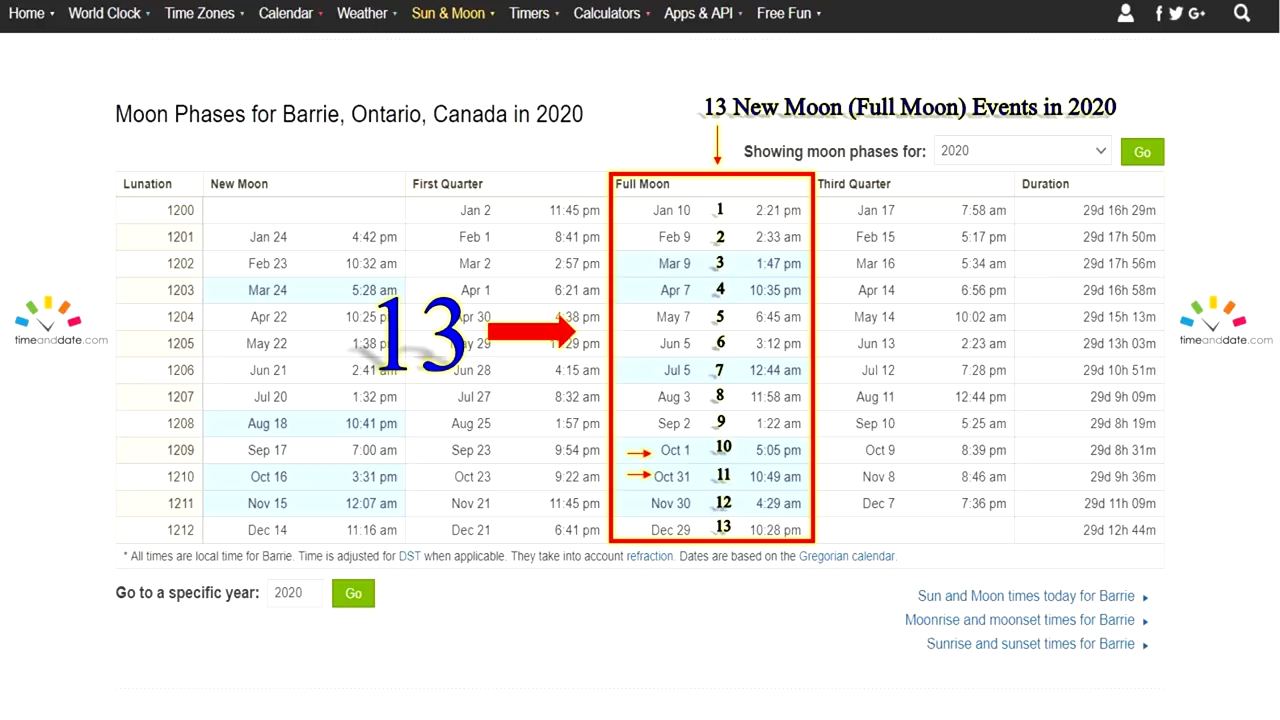 Home World Clock Time Zones Calendar Weather Sun & Moon Timers Calculators Apps & API Free Fun
Moon Phases for Barrie, Ontario, Canada in 2020
13 New Moon (Full Moon) Events in 2020
Showing moon phases for: 2020 Go
Lunation New Moon First Quarter Full Moon Third Quarter Duration
1200 Jan 2 11:45 pm Jan 10 1 2:21 pm Jan 17 7:58 am 29d 16h 29m
1201 Jan 24 4:42 pm Feb 1 8:41 pm Feb 9 2 2:33 am Feb 15 5:17 pm 29d 17h 50m
1202 Feb 23 10:32 am Mar 2 2:57 pm Mar 9 3 1:47 pm Mar 16 5:34 am 29d 17h 56m
1203 Mar 24 5:28 am Apr 1 6:21 am Apr 7 4 10:35 pm Apr 14 6:56 pm 29d 16h 58m
1204 Apr 22 10:25 Apr 30 4:38 pm May 7 5 6:45 am May 14 10:02 am 29d 15h 13m
13
1205 May 22 1:38 29 pm Jun 5 6 3:12 pm Jun 13 2:23 am 29d 13h 03m
1206 Jun 21 2:41 am Jun 28 4:15 am Jul 5 7 12:44 am Jul 12 7:28 pm 29d 10h 51m
1207 Jul 20 1:32 pm Jul 27 8:32 am Aug 3 8 11:58 am Aug 11 12:44 pm 29d 9h 09m
1208 Aug 18 10:41 pm Aug 25 1:57 pm Sep 2 9 1:22 am Sep 10 5:25 am 29d 8h 19m
1209 Sep 17 7:00 am Sep 23 9:54 pm Oct 1 10 5:05 pm Oct 9 8:39 pm 29d 8h 31m
1210 Oct 16 3:31 pm Oct 23 9:22 am Oct 31 11 10:49 am Nov 8 8:46 am 29d 9h 36m
1211 Nov 15 12:07 am Nov 21 11:45 pm Nov 30 12 4:29 am Dec 7 7:36 pm 29d 11h 09m
1212 Dec 14 11:16 am Dec 21 6:41 pm Dec 29 13 10:28 pm 29d 12h 44m
timeanddate.com
timeanddate.com
* All times are local time for Barrie. Time is adjusted for DST when applicable. They take into account refraction. Dates are based on the Gregorian calendar.
Go to a specific year: 2020 Go
Sun and Moon times today for Barrie
Moonrise and moonset times for Barrie
Sunrise and sunset times for Barrie